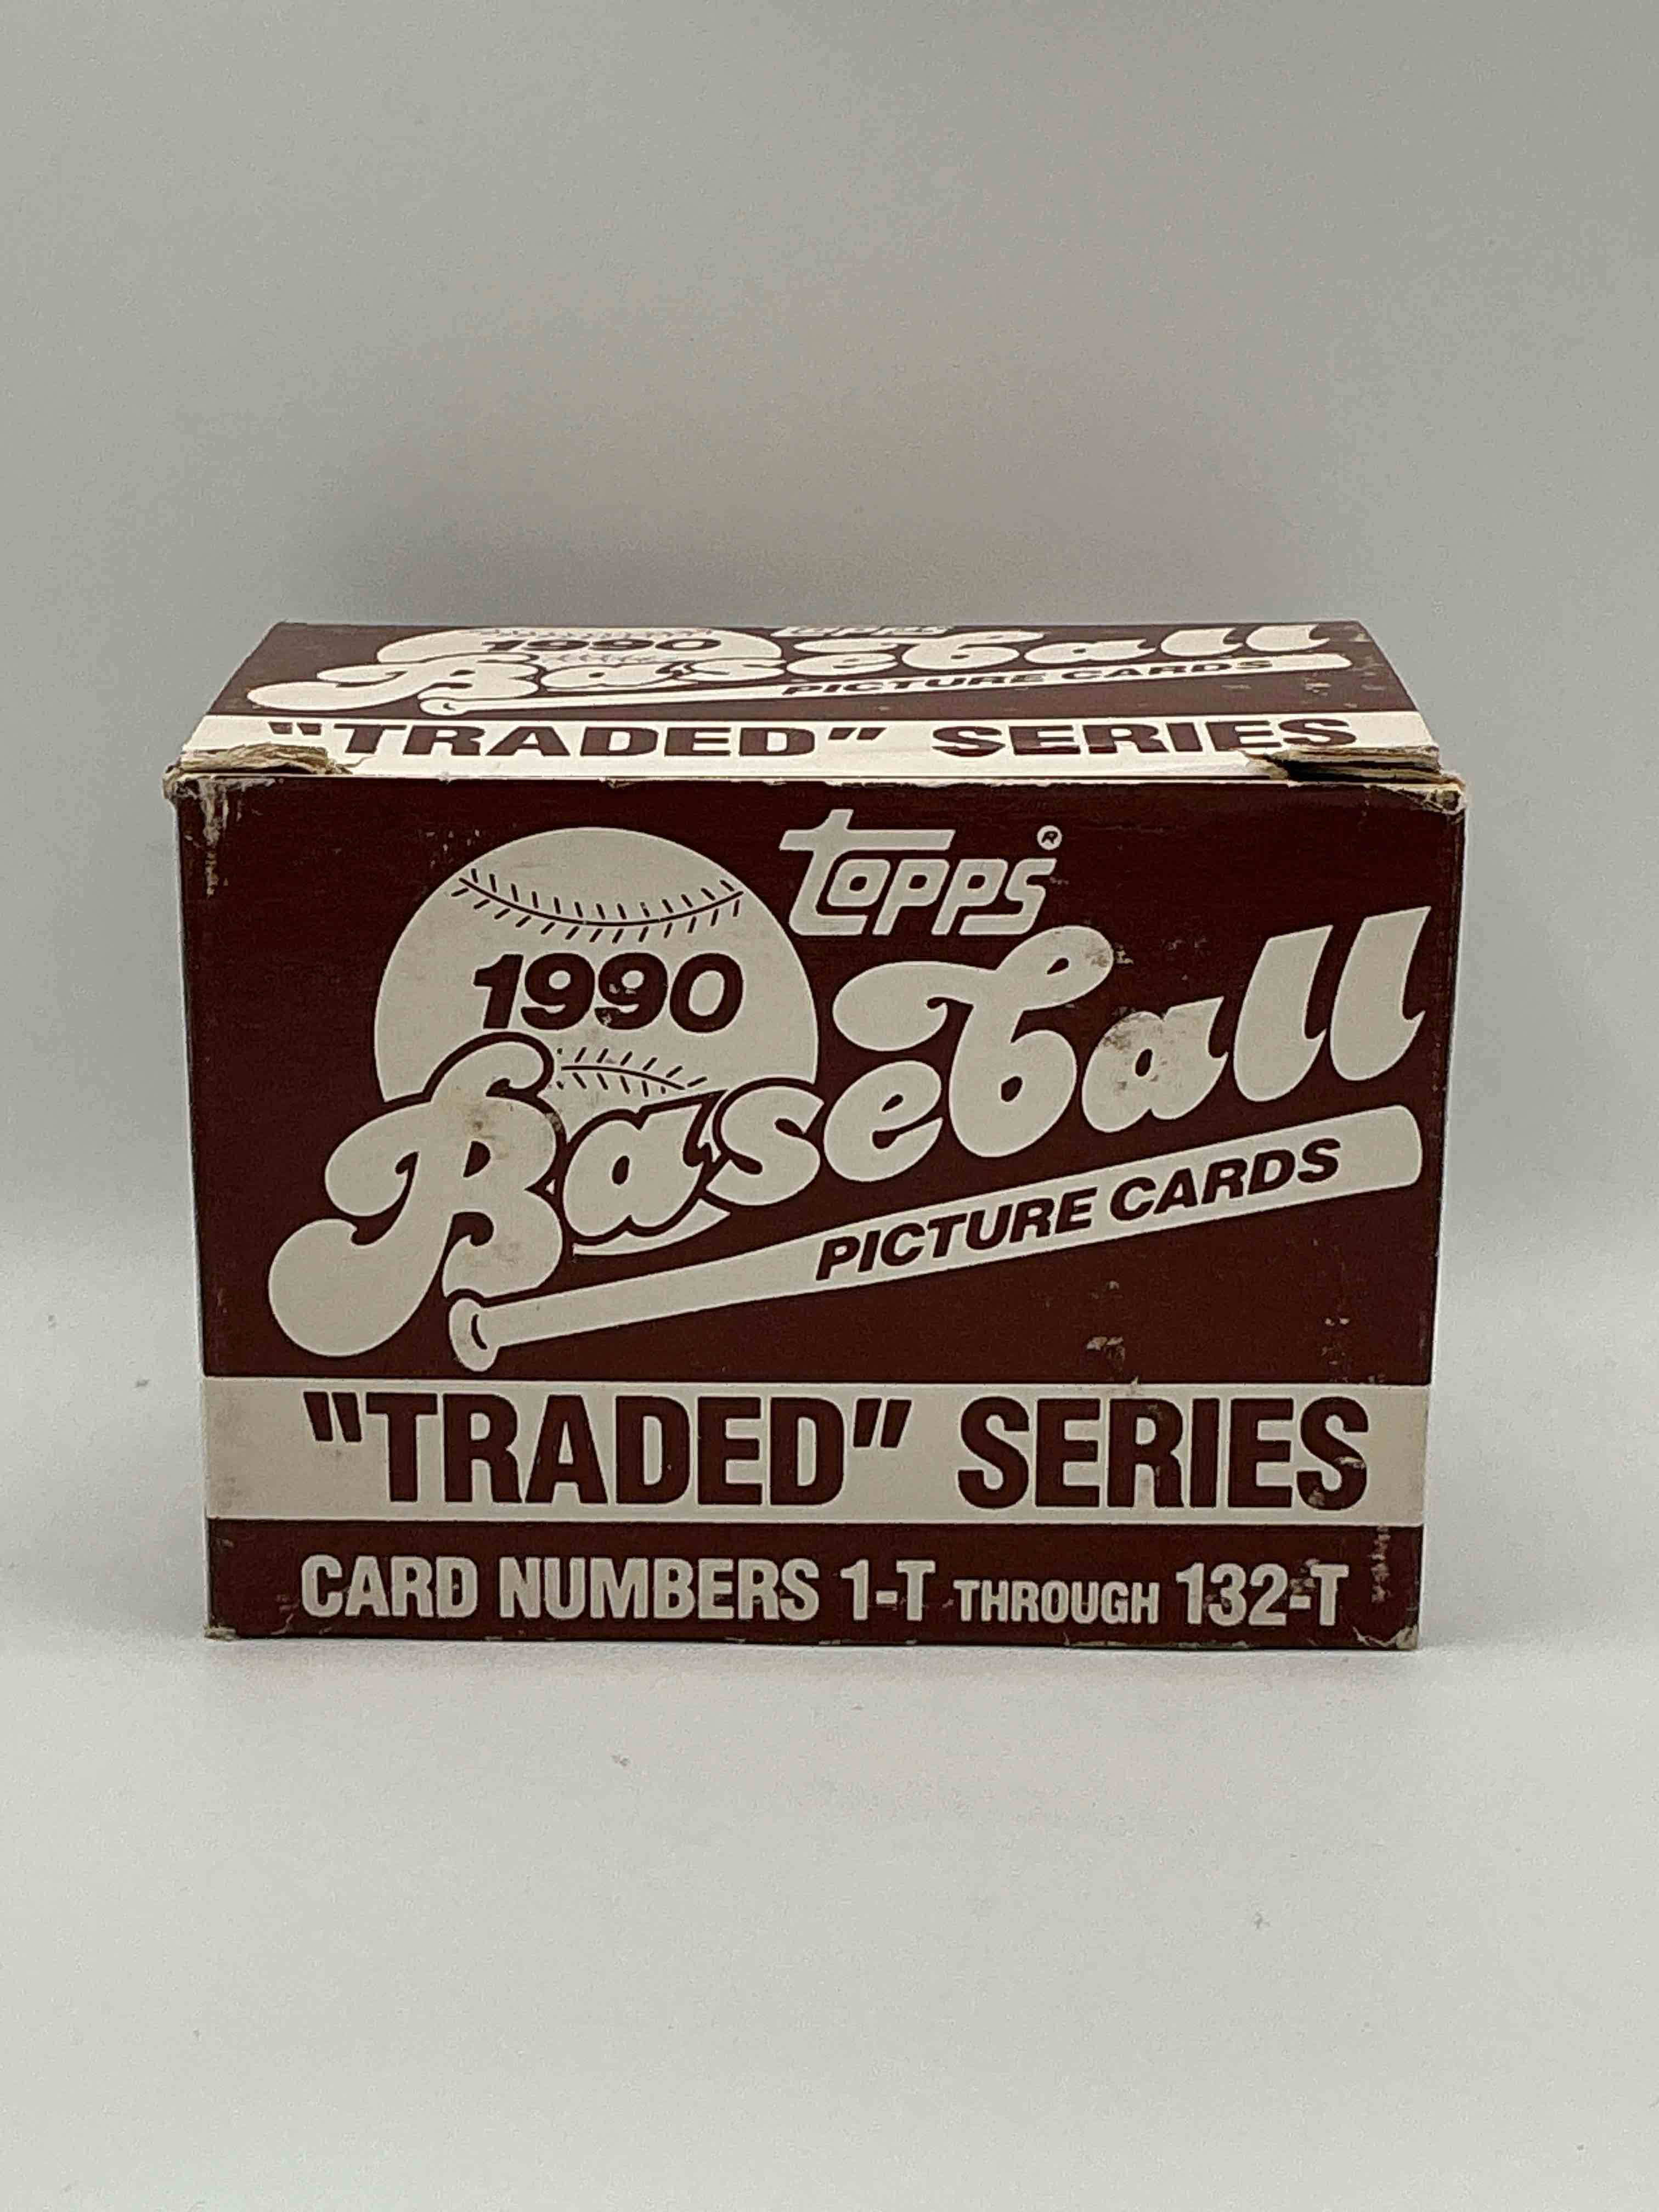 topps
1990
Baseball
PICTURE CARDS
"TRADED" SERIES
topps®
1990
Baseball
PICTURE CARDS
"TRADED" SERIES
CARD NUMBERS 1-T THROUGH 132-T